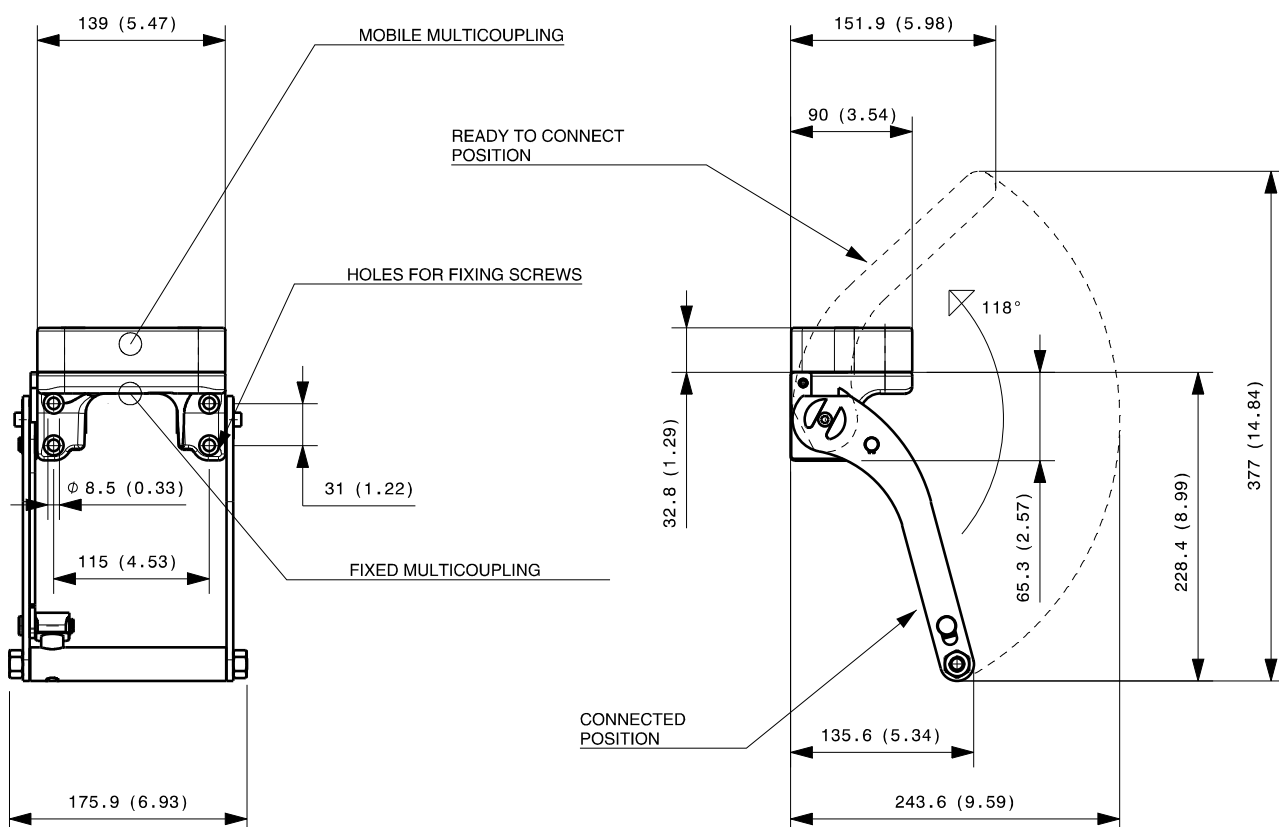 139 (5.47)
MOBILE MULTICOUPLING
151.9 (5.98)
90 (3.54)
READY TO CONNECT
POSITION
HOLES FOR FIXING SCREWS
118°
32.8 (1.29)
377 (14.84)
Ø 8.5 (0.33)
31 (1.22)
65.3 (2.57)
228.4 (8.99)
115 (4.53)
FIXED MULTICOUPLING
CONNECTED
POSITION
135.6 (5.34)
175.9 (6.93)
243.6 (9.59)